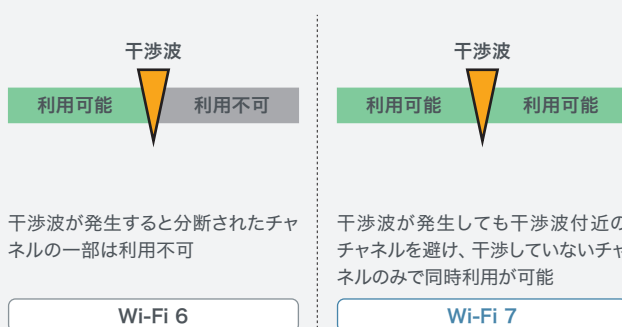 干渉波
利用可能
利用不可
干渉波が発生すると分断されたチャ
ネルの一部は利用不可
Wi-Fi 6
干渉波
利用可能
利用可能
干渉波が発生しても干渉波付近の
チャネルを避け、干渉していないチャ
ネルのみで同時利用が可能
Wi-Fi 7